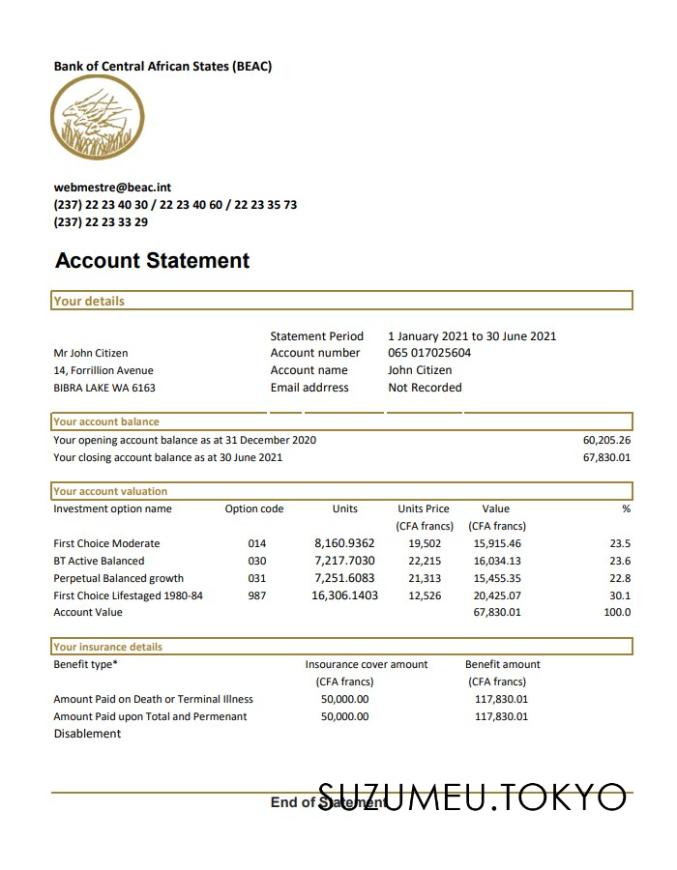 Bank of Central African States (BEAC)
webmestre@beac.int
(237) 22 23 40 30 / 22 23 40 60 / 22 23 35 73
(237) 22 23 33 29
Account Statement
Your details
Statement Period 1 January 2021 to 30 June 2021
Mr John Citizen Account number 065 017025604
14, Forrillion Avenue Account name John Citizen
BIBRA LAKE WA 6163 Email addrress Not Recorded
Your account balance
Your opening account balance as at 31 December 2020 60,205.26
Your closing account balance as at 30 June 2021 67,830.01
Your account valuation
Investment option name Option code Units Units Price Value %
(CFA francs) (CFA francs)
First Choice Moderate 014 8,160.9362 19,502 15,915.46 23.5
BT Active Balanced 030 7,217.7030 22,215 16,034.13 23.6
Perpetual Balanced growth 031 7,251.6083 21,313 15,455.35 22.8
First Choice Lifestaged 1980-84 987 16,306.1403 12,526 20,425.07 30.1
Account Value 67,830.01 100.0
Your insurance details
Benefit type* Insourance cover amount Benefit amount
(CFA francs) (CFA francs)
Amount Paid on Death or Terminal Illness 50,000.00 117,830.01
Amount Paid upon Total and Permenant 50,000.00 117,830.01
Disablement
End of Statement
SUZUMEU.TOKYO